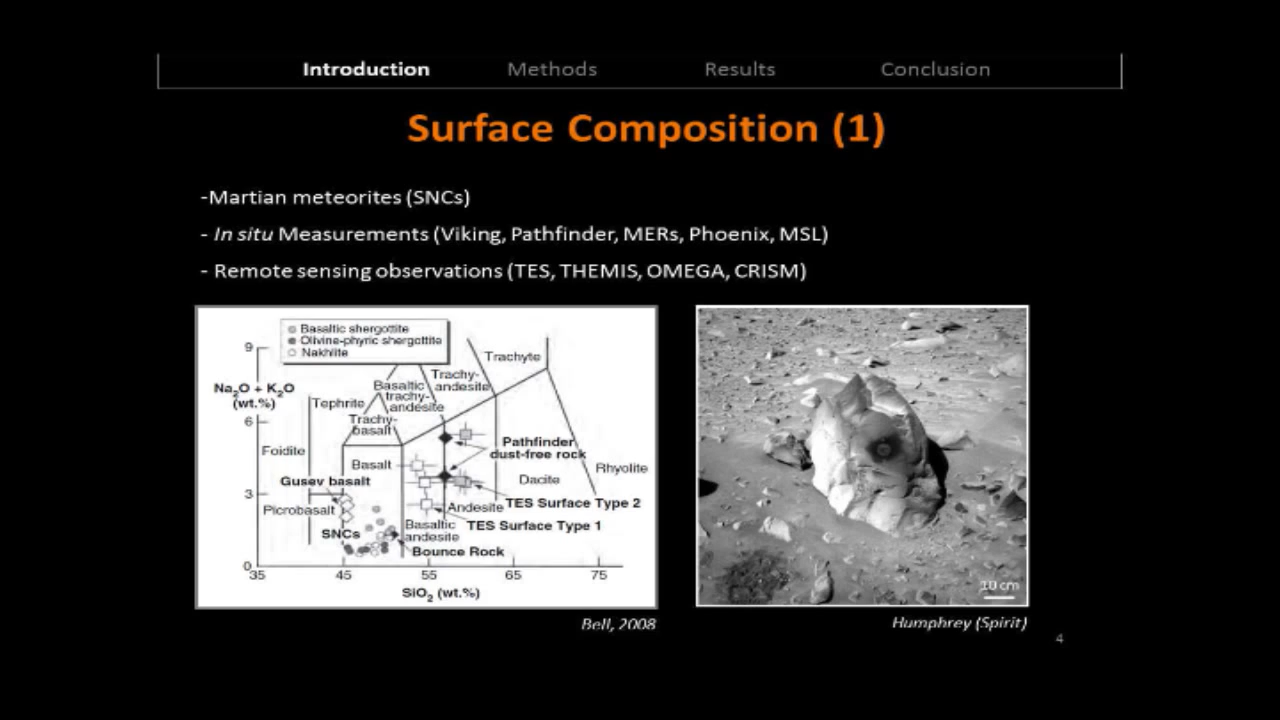 Introduction Methods Results Conclusion
Surface Composition (1)
-Martian meteorites (SNCs)
- In situ Measurements (Viking, Pathfinder, MERs, Phoenix, MSL)
- Remote sensing observations (TES, THEMIS, OMEGA, CRISM)
Basaltic shergottite
Olivine-phyric shergottite
Nakhlite
9
6
3
0
Na2O + K2O
(wt.%)
Trachyte
Trachy-
andesite
Basaltic
trachy-
andesite
Tephrite
Trachy-
basalt
Foidite
Basalt
Pathfinder
dust-free rock
Rhyolite
Gusev basalt
Dacite
Picrobasalt
Andesite
TES Surface Type 2
SNCs
Basaltic
andesite
TES Surface Type 1
Bounce Rock
35 45 55 65 75
SiO2 (wt.%)
10 cm
Bell, 2008
Humphrey (Spirit)
4